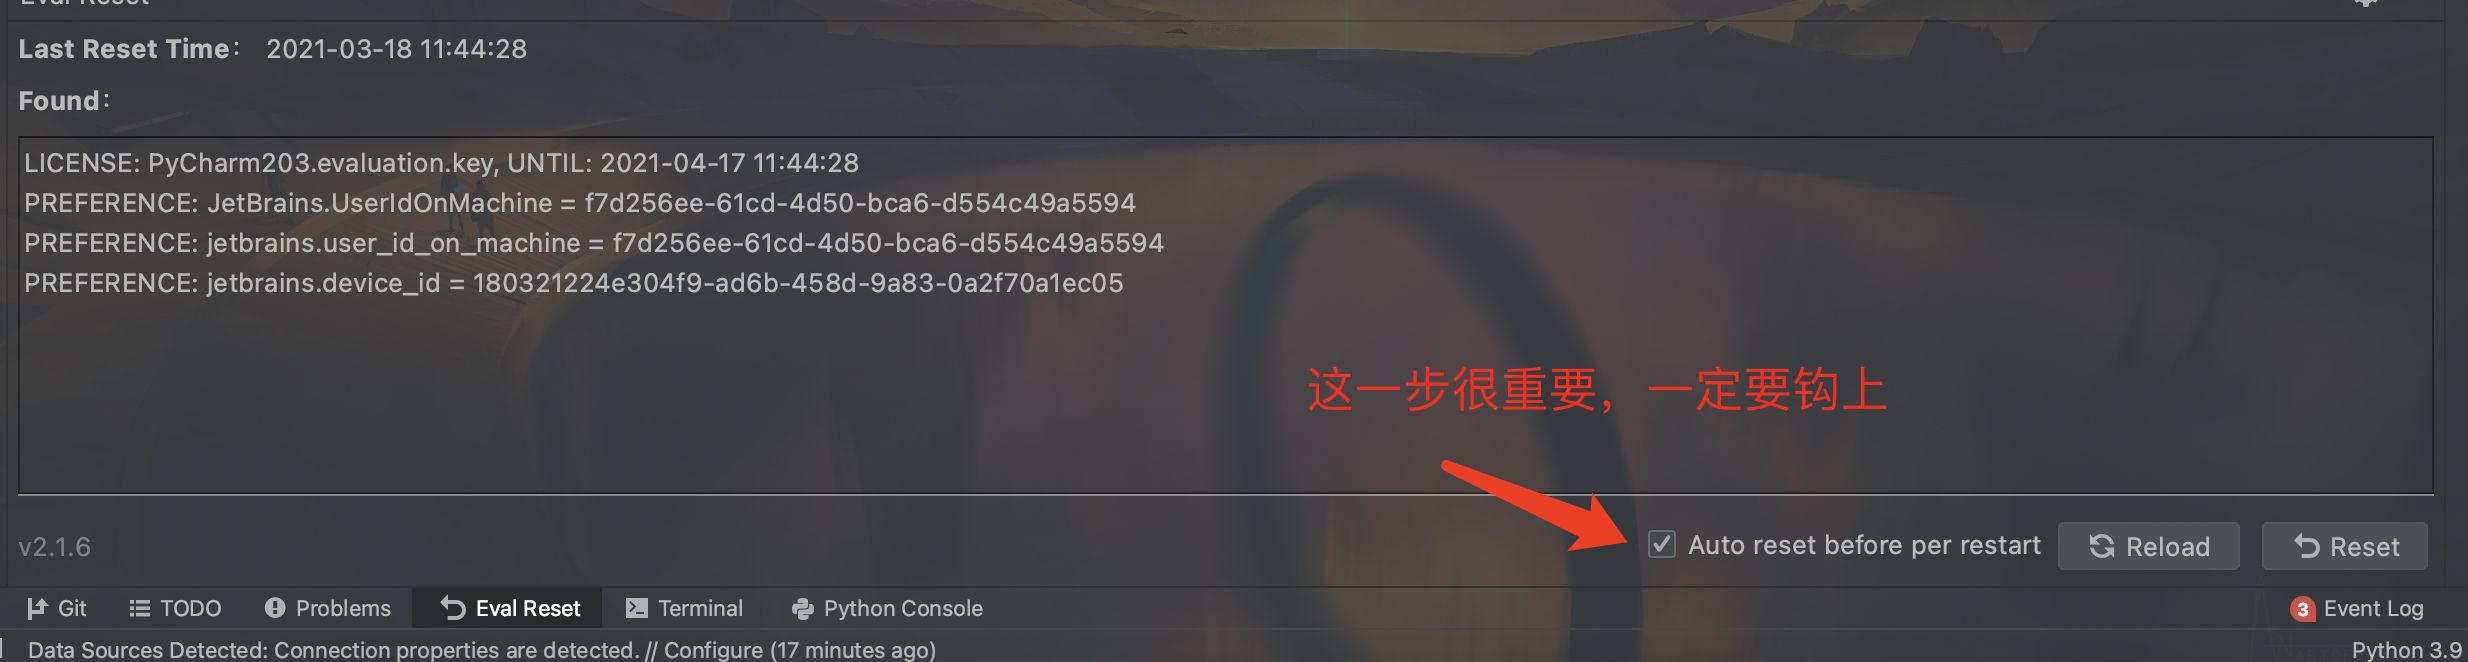 Eval Reset
Last Reset Time: 2021-03-18 11:44:28
Found:
LICENSE: PyCharm203.evaluation.key, UNTIL: 2021-04-17 11:44:28
PREFERENCE: JetBrains.UserIdOnMachine = f7d256ee-61cd-4d50-bca6-d554c49a5594
PREFERENCE: jetbrains.user_id_on_machine = f7d256ee-61cd-4d50-bca6-d554c49a5594
PREFERENCE: jetbrains.device_id = 180321224e304f9-ad6b-458d-9a83-0a2f70a1ec05
这一步很重要，一定要钩上
v2.1.6 Auto reset before per restart Reload Reset
Git TODO Problems Eval Reset Terminal Python Console 3 Event Log
Data Sources Detected: Connection properties are detected. // Configure (17 minutes ago) Python 3.9